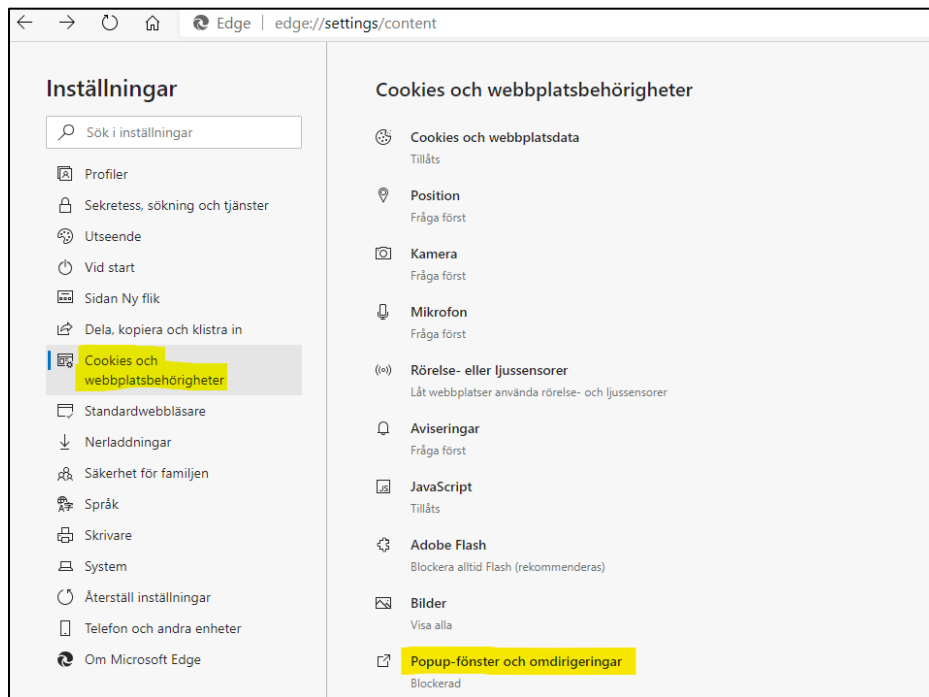 Edge | edge://settings/content
Inställningar
Sök i inställningar
Profiler
Sekretess, sökning och tjänster
Utseende
Vid start
Sidan Ny flik
Dela, kopiera och klistra in
Cookies och
webbplatsbehörigheter
Standardwebbläsare
Nerladdningar
Säkerhet för familjen
Språk
Skrivare
System
Återställ inställningar
Telefon och andra enheter
Om Microsoft Edge
Cookies och webbplatsbehörigheter
Cookies och webbplatsdata
Tillåts
Position
Fråga först
Kamera
Fråga först
Mikrofon
Fråga först
Rörelse- eller ljussensorer
Låt webbplatser använda rörelse- och ljussensorer
Aviseringar
Fråga först
JS
JavaScript
Tillåts
Adobe Flash
Blockera alltid Flash (rekommenderas)
Bilder
Visa alla
Popup-fönster och omdirigeringar
Blockerad